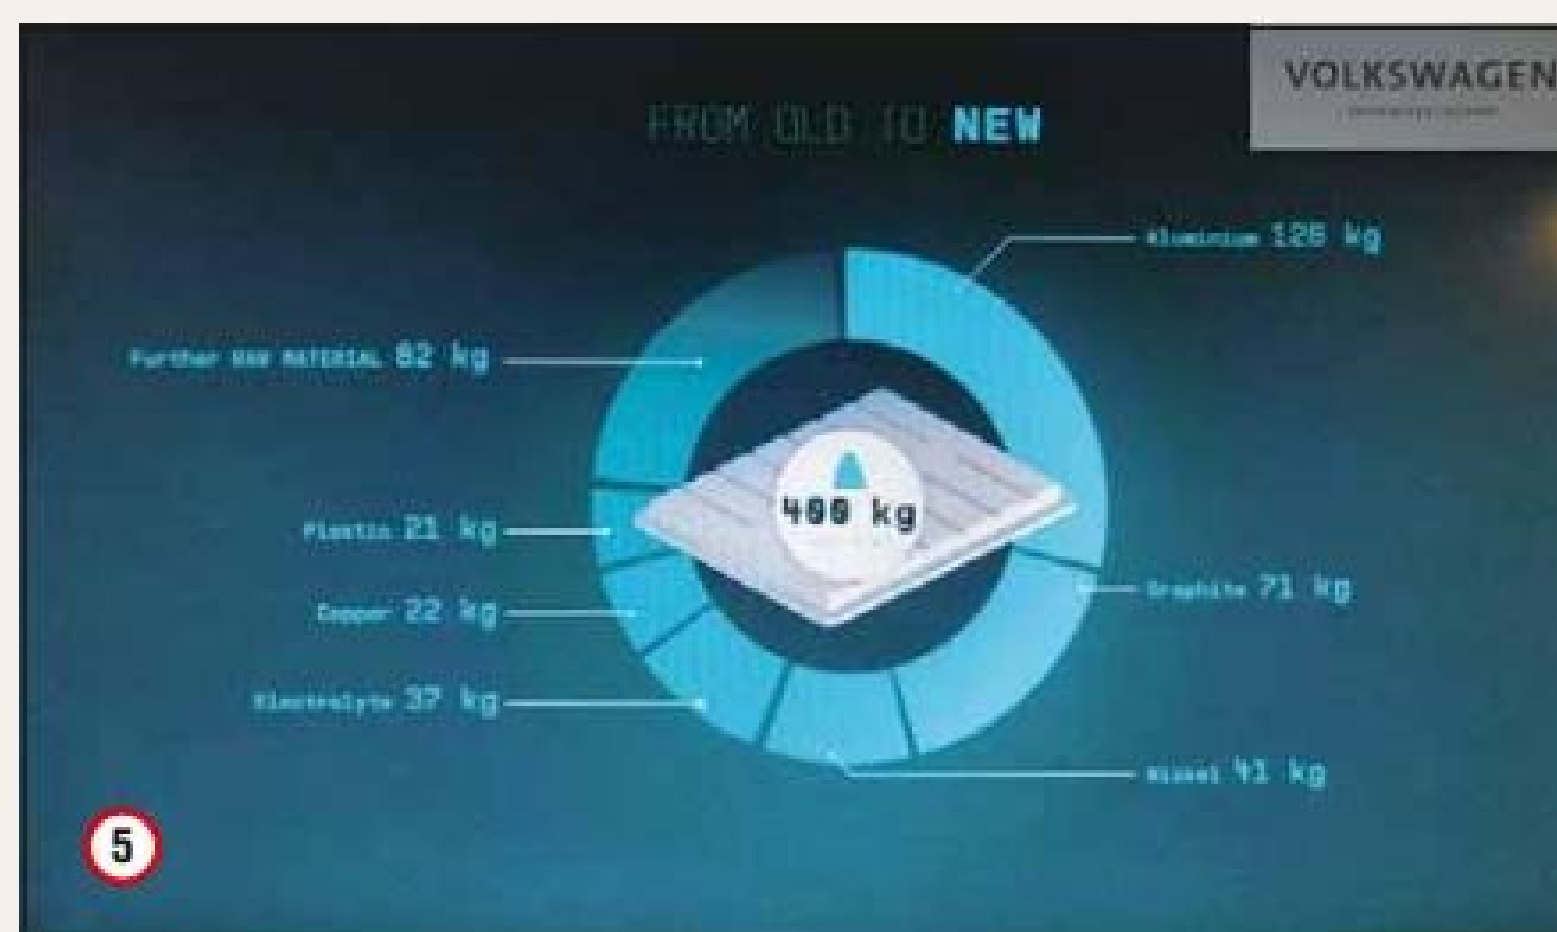 VOLKSWAGEN
FROM OLD TO NEW
Aluminium 126 kg
Further RAW MATERIAL 82 kg
400 kg
Plastic 21 kg
Graphite 71 kg
Copper 22 kg
Electrolyte 37 kg
Nickel 41 kg
5